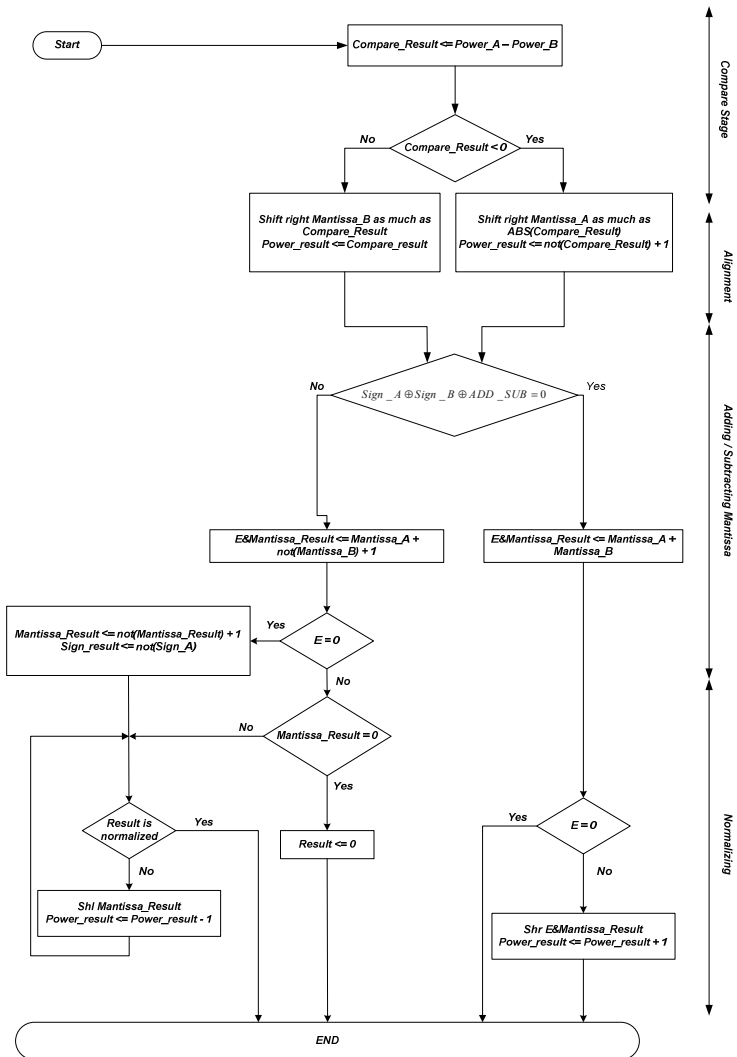 Start
Compare_Result <= Power_A – Power_B
Compare Stage
No
Compare_Result < 0
Yes
Shift right Mantissa_B as much as
Compare_Result
Power_result <= Compare_result
Shift right Mantissa_A as much as
ABS(Compare_Result)
Power_result <= not(Compare_Result) + 1
Alignment
No
Sign _ A ⊕ Sign _ B ⊕ ADD _ SUB = 0
Yes
Adding / Subtracting Mantissa
E&Mantissa_Result <= Mantissa_A +
not(Mantissa_B) + 1
E&Mantissa_Result <= Mantissa_A +
Mantissa_B
Mantissa_Result <= not(Mantissa_Result) + 1
Sign_result <= not(Sign_A)
Yes
E = 0
No
No
Mantissa_Result = 0
Yes
Result is
normalized
Yes
No
Result <= 0
Yes
E = 0
No
Normalizing
Shl Mantissa_Result
Power_result <= Power_result - 1
Shr E&Mantissa_Result
Power_result <= Power_result + 1
END